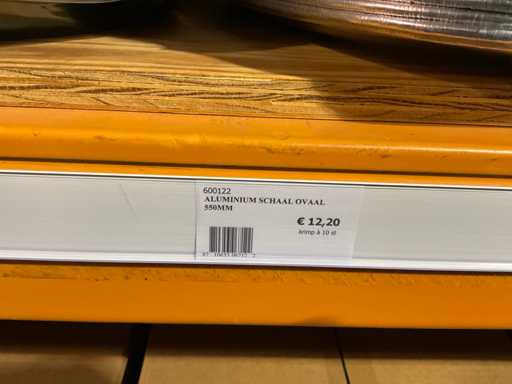 600122
ALUMINIUM SCHAAL OVAAL
550MM
€ 12,20
krimp à 10 st